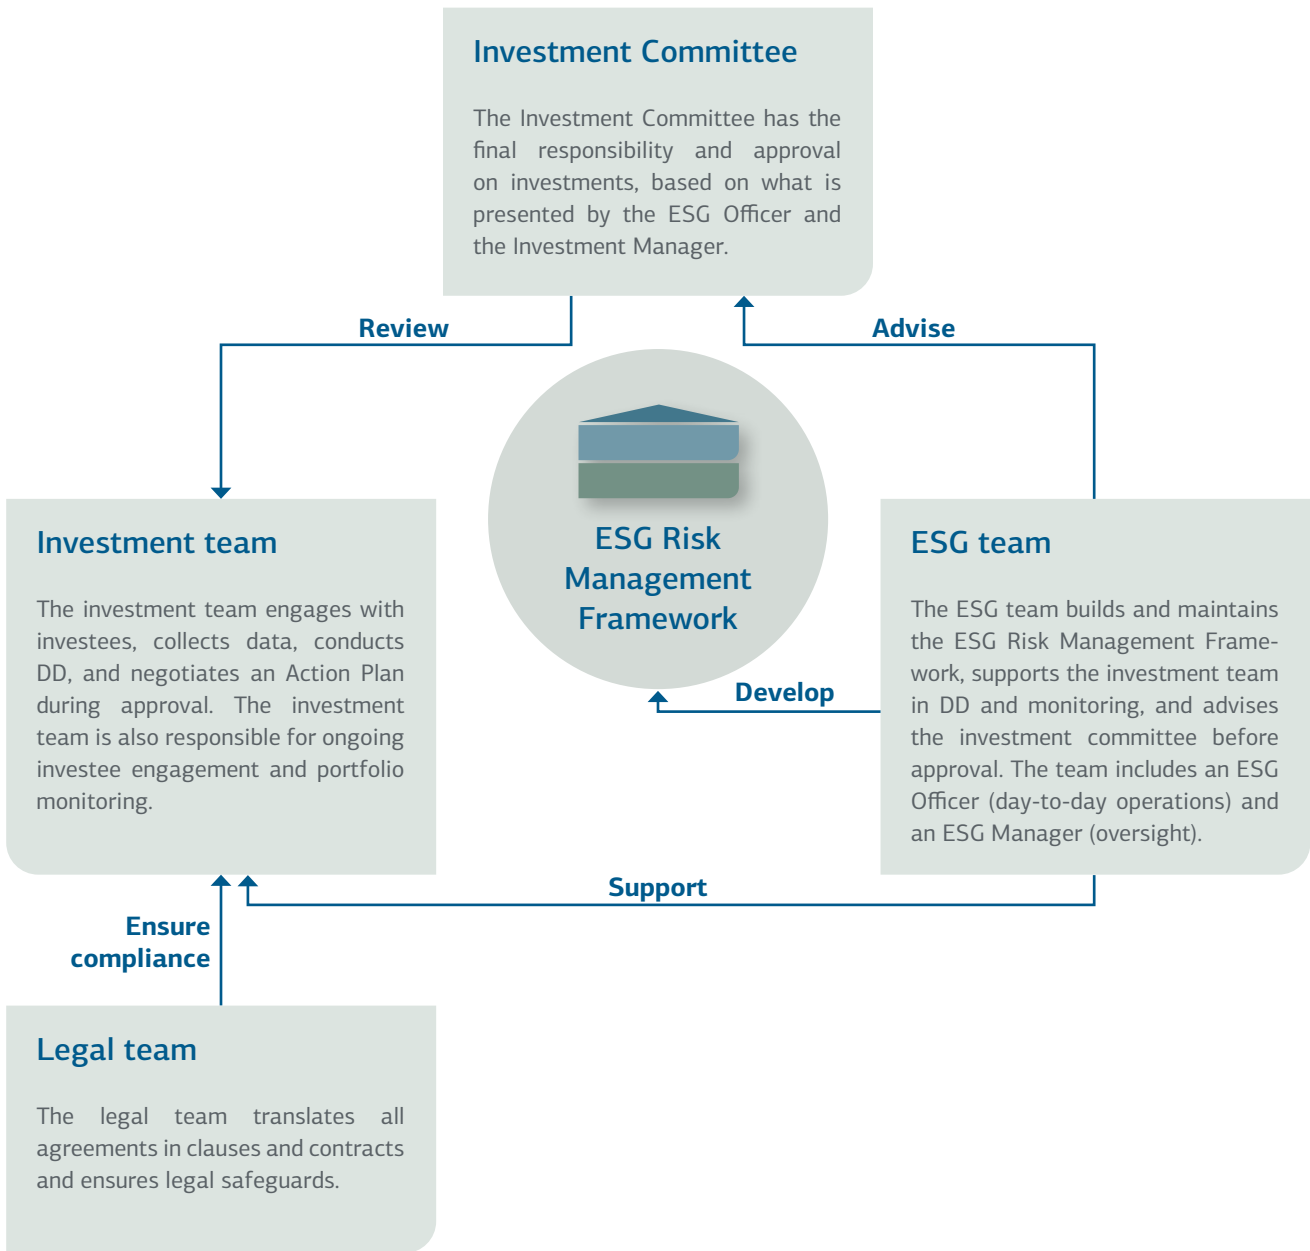 Investment Committee
The Investment Committee has the
final responsibility and approval
on investments, based on what is
presented by the ESG Officer and
the Investment Manager.
Review
Advise
ESG Risk
Management
Framework
Investment team
The investment team engages with
investees, collects data, conducts
DD, and negotiates an Action Plan
during approval. The investment
team is also responsible for ongoing
investee engagement and portfolio
monitoring.
ESG team
The ESG team builds and maintains
the ESG Risk Management Frame-
work, supports the investment team
in DD and monitoring, and advises
the investment committee before
approval. The team includes an ESG
Officer (day-to-day operations) and
an ESG Manager (oversight).
Develop
Support
Ensure
compliance
Legal team
The legal team translates all
agreements in clauses and contracts
and ensures legal safeguards.